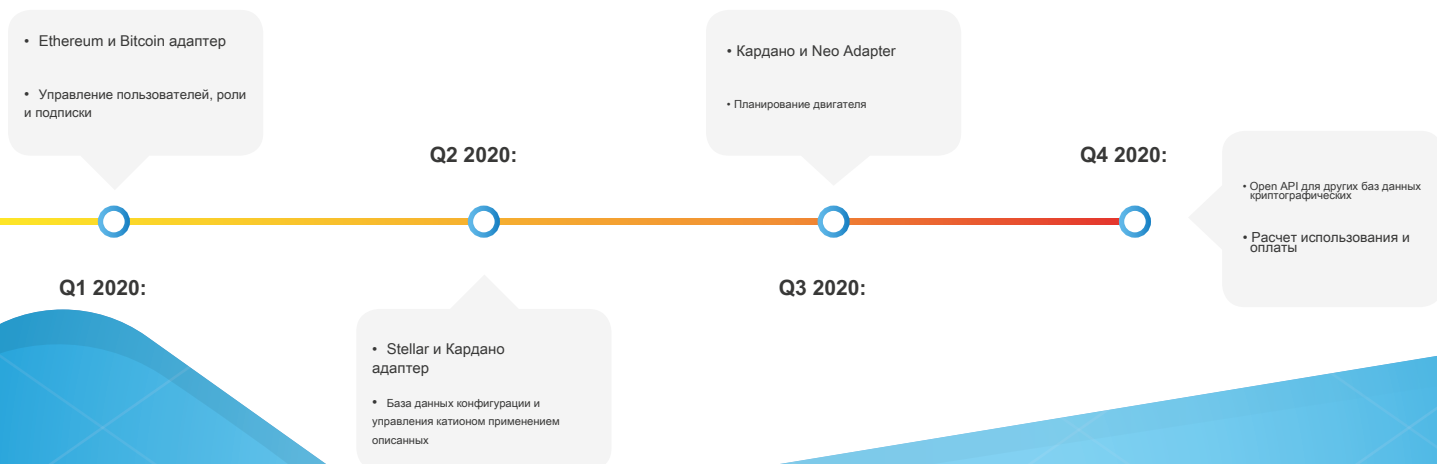 • Ethereum и Bitcoin адаптер
• Управление пользователей, роли
и подписки
Q1 2020:
Q2 2020:
• Stellar и Кардано
адаптер
• База данных конфигурации и
управления катионом применением
описанных
• Кардано и Neo Adapter
• Планирование двигателя
Q3 2020:
Q4 2020:
• Open API для других баз данных
криптографических
• Расчет использования и
оплаты